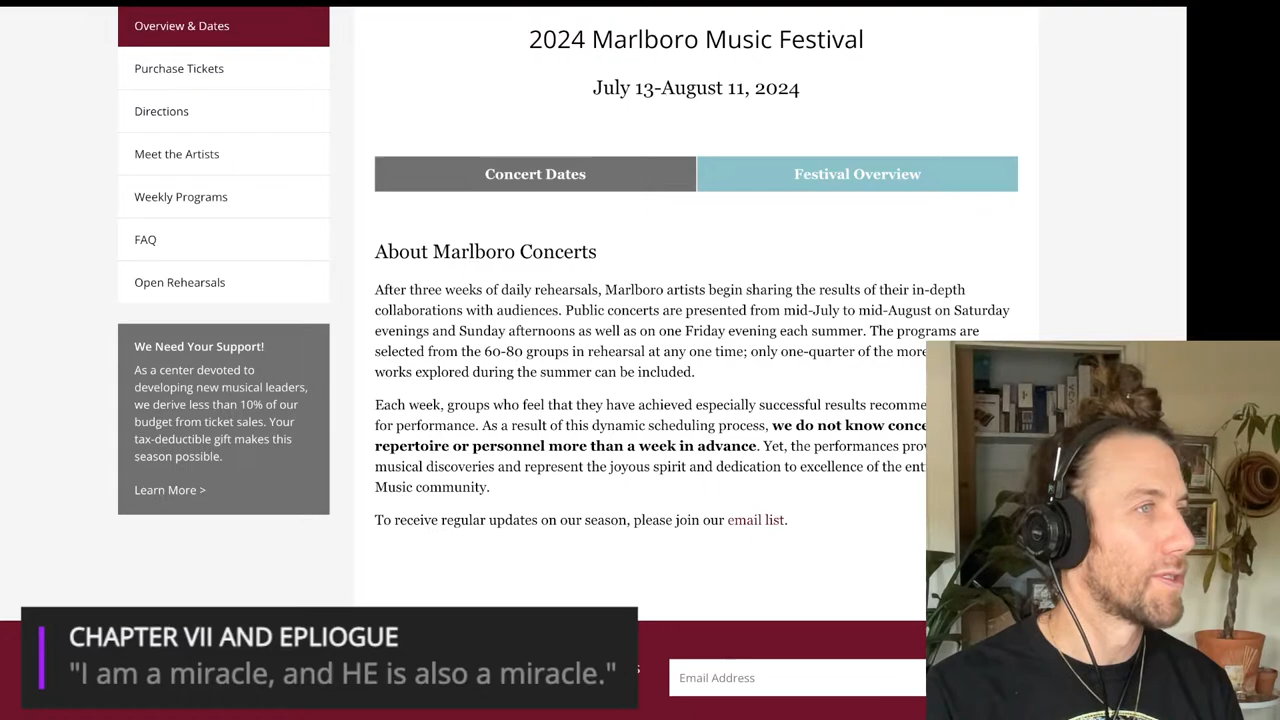 Overview & Dates
Purchase Tickets
Directions
Meet the Artists
Weekly Programs
FAQ
Open Rehearsals
We Need Your Support!
As a center devoted to
developing new musical leaders,
we derive less than 10% of our
budget from ticket sales. Your
tax-deductible gift makes this
season possible.
Learn More >
2024 Marlboro Music Festival
July 13-August 11, 2024
Concert Dates
Festival Overview
About Marlboro Concerts
After three weeks of daily rehearsals, Marlboro artists begin sharing the results of their in-depth
collaborations with audiences. Public concerts are presented from mid-July to mid-August on Saturday
evenings and Sunday afternoons as well as on one Friday evening each summer. The programs are
selected from the 60-80 groups in rehearsal at any one time; only one-quarter of the more
works explored during the summer can be included.
Each week, groups who feel that they have achieved especially successful results
for performance. As a result of this dynamic scheduling process, we do not know
repertoire or personnel more than a week in advance. Yet, the performances
musical discoveries and represent the joyous spirit and dedication to excellence of the
Music community.
To receive regular updates on our season, please join our email list.
Email Address
CHAPTER VII AND EPLIOGUE
"I am a miracle, and HE is also a miracle."